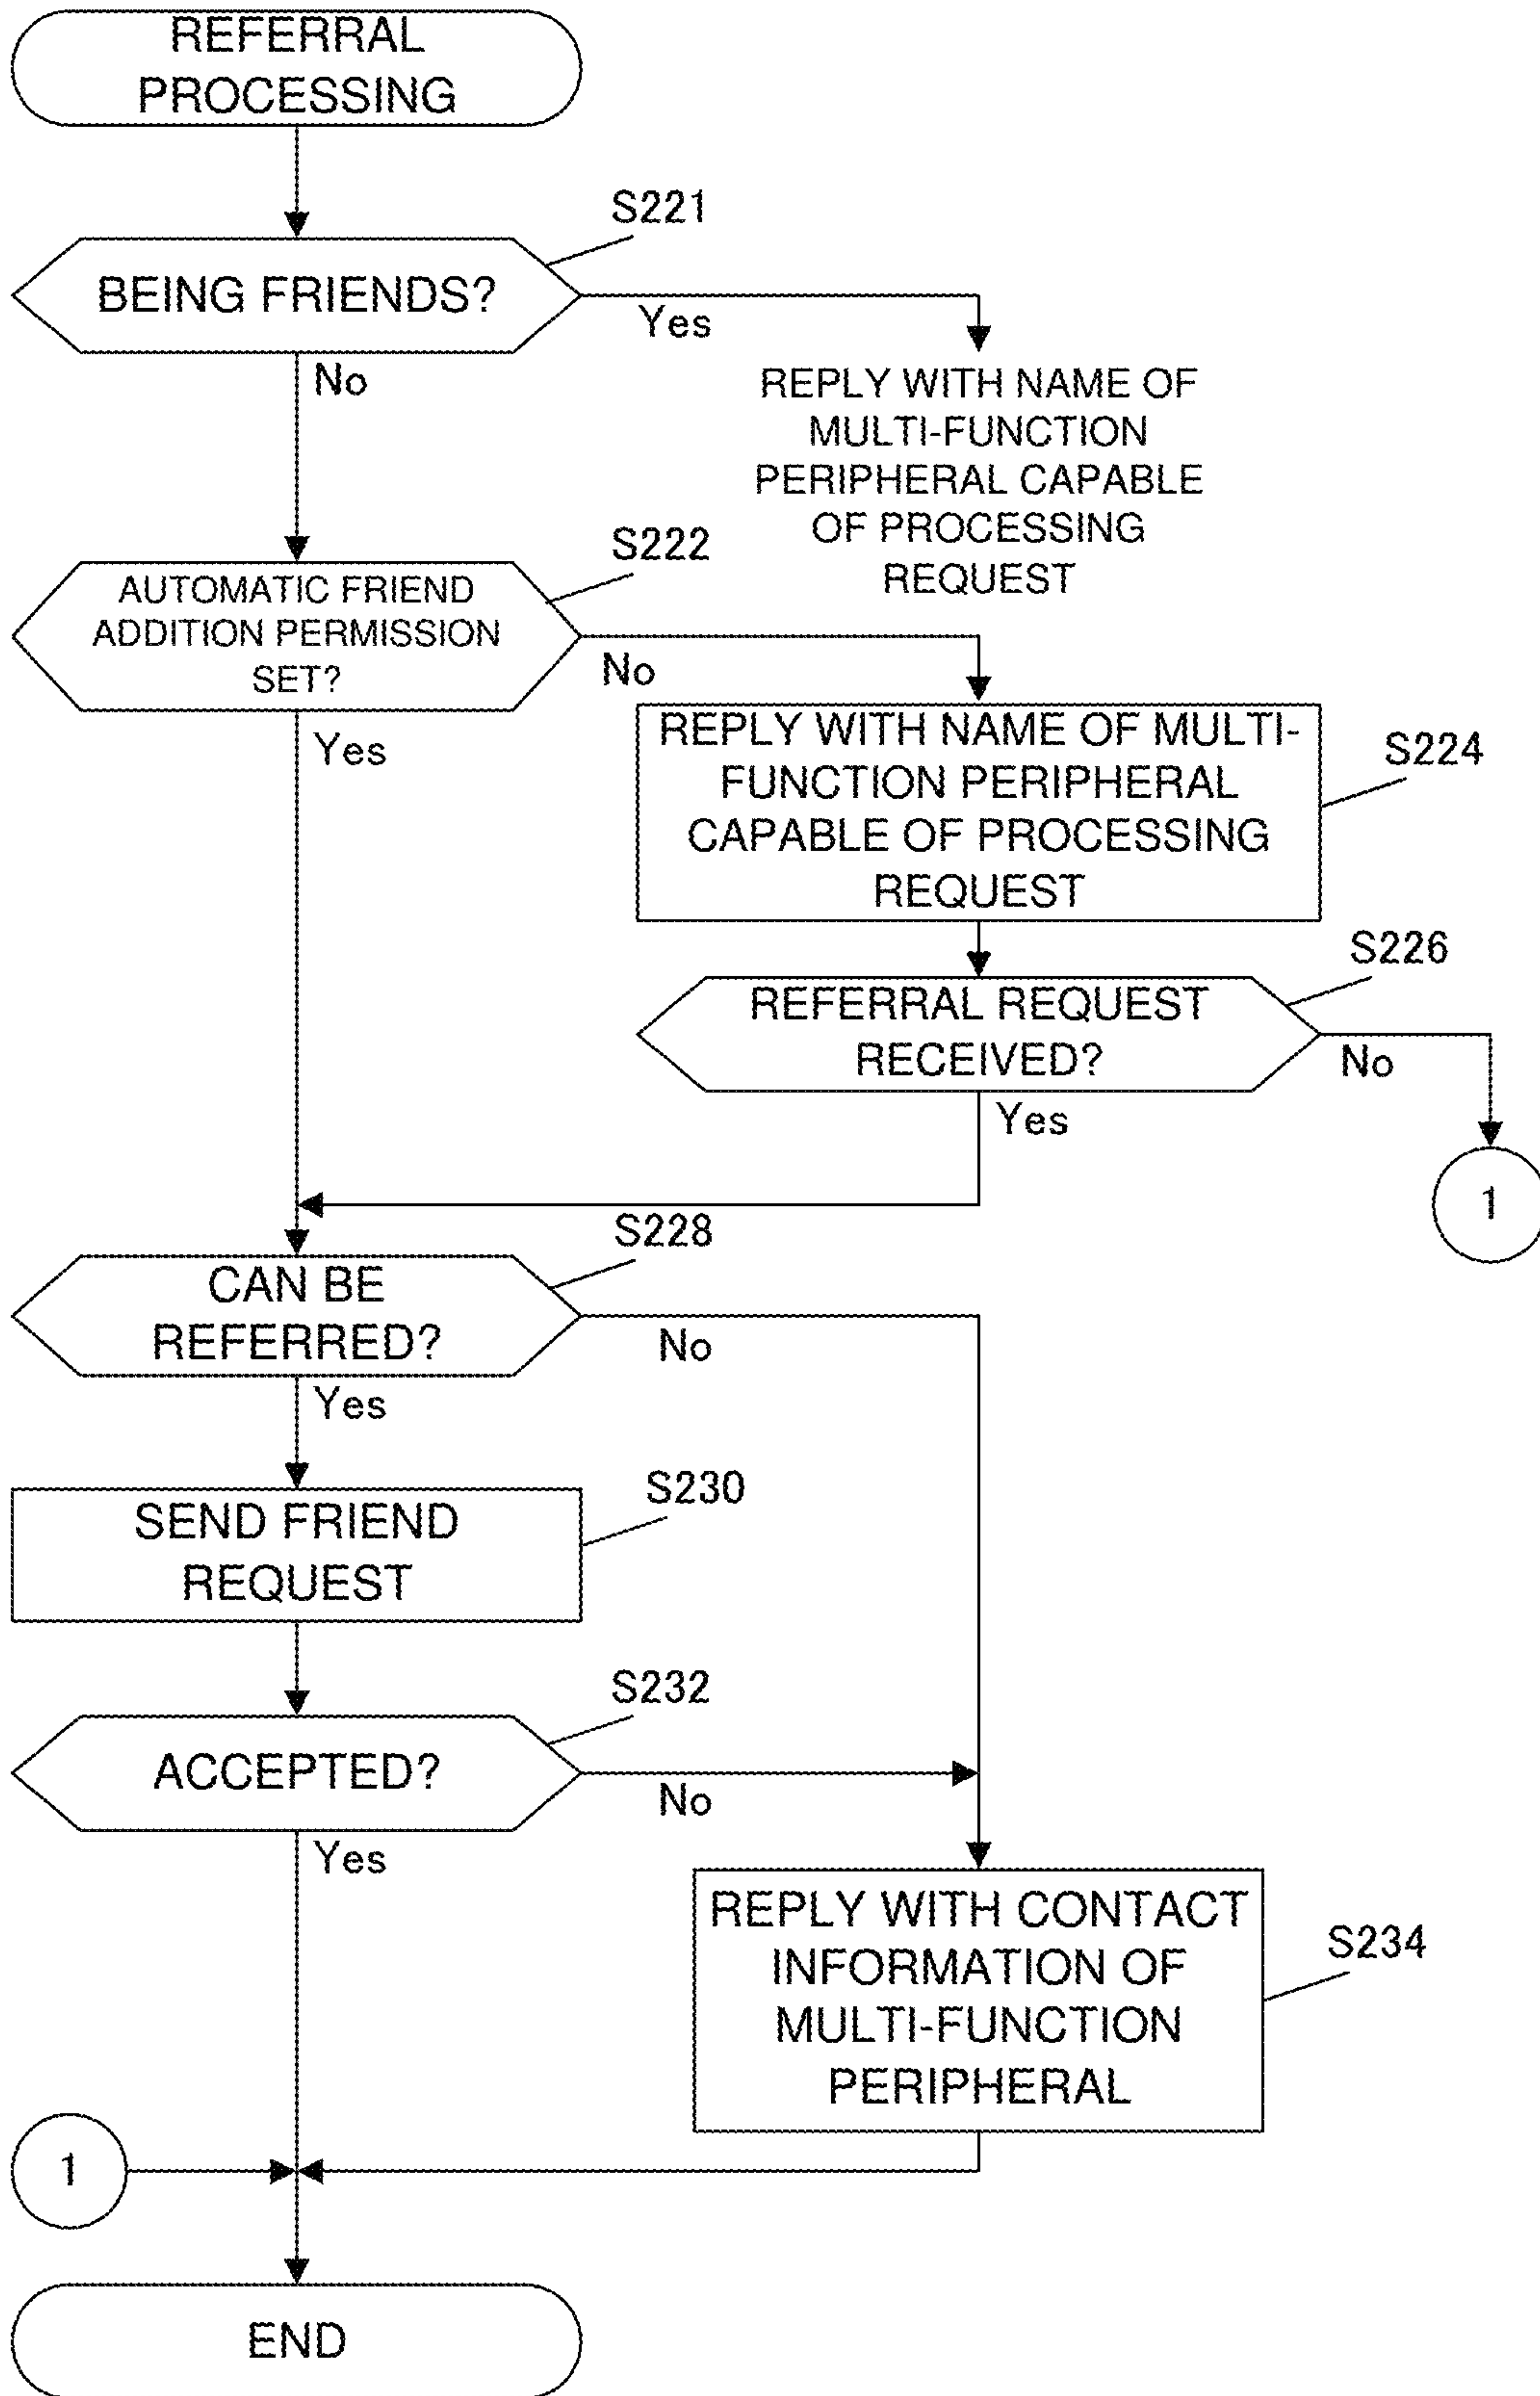 REFERRAL
PROCESSING
S221
BEING FRIENDS?
Yes
No
REPLY WITH NAME OF
MULTI-FUNCTION
PERIPHERAL CAPABLE
OF PROCESSING
REQUEST
S222
AUTOMATIC FRIEND
ADDITION PERMISSION
SET?
No
Yes
REPLY WITH NAME OF MULTI-
FUNCTION PERIPHERAL
CAPABLE OF PROCESSING
REQUEST
S224
S226
REFERRAL REQUEST
RECEIVED?
No
Yes
1
S228
CAN BE
REFERRED?
No
Yes
S230
SEND FRIEND
REQUEST
S232
ACCEPTED?
No
Yes
REPLY WITH CONTACT
INFORMATION OF
MULTI-FUNCTION
PERIPHERAL
S234
1
END